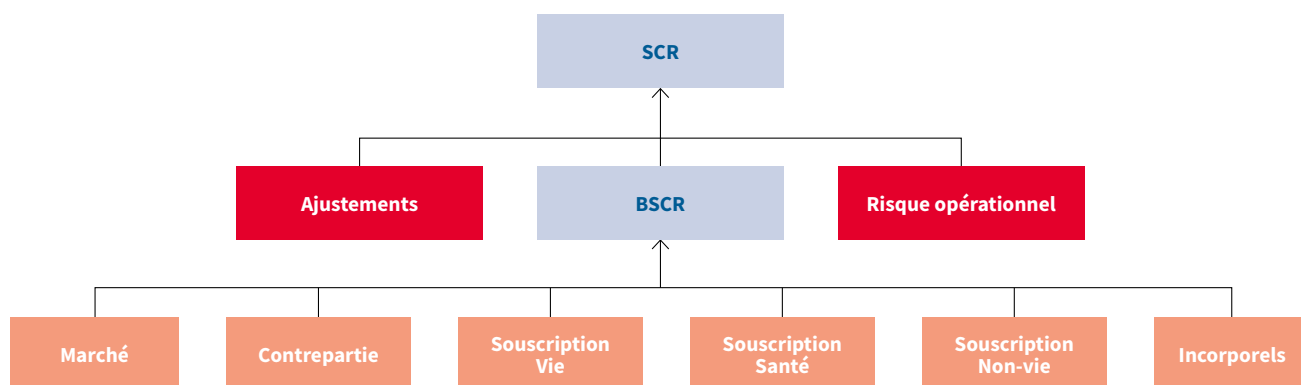 SCR
Ajustements
BSCR
Risque opérationnel
Marché
Contrepartie
Souscription
Vie
Souscription
Santé
Souscription
Non-vie
Incorporels